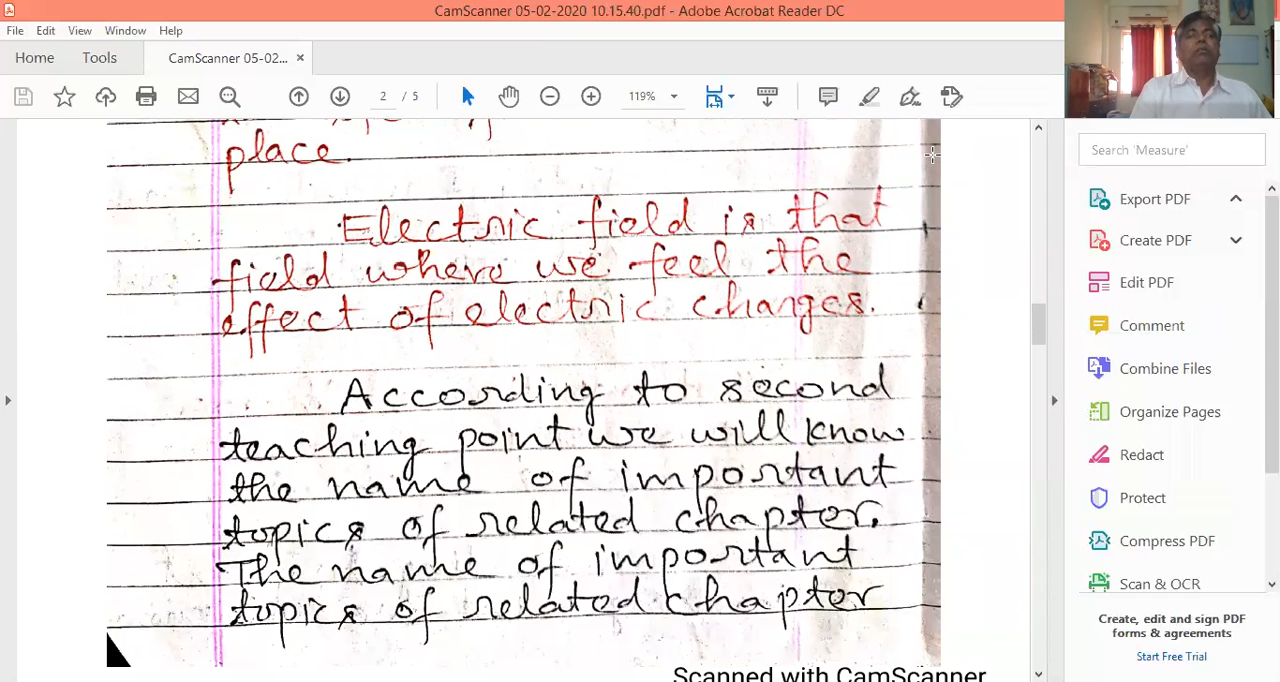 CamScanner 05-02-2020 10.15.40.pdf - Adobe Acrobat Reader DC
File Edit View Window Help
Home Tools CamScanner 05-02... ×
2 / 5 119%
place.
Electric field is that
field where we feel the
effect of electric changes.
According to second
teaching point we will know
the name of important
topics of related chapter.
The name of important
topics of related chapter
Scanned with CamScanner
Search 'Measure'
Export PDF
Create PDF
Edit PDF
Comment
Combine Files
Organize Pages
Redact
Protect
Compress PDF
Scan & OCR
Create, edit and sign PDF
forms & agreements
Start Free Trial